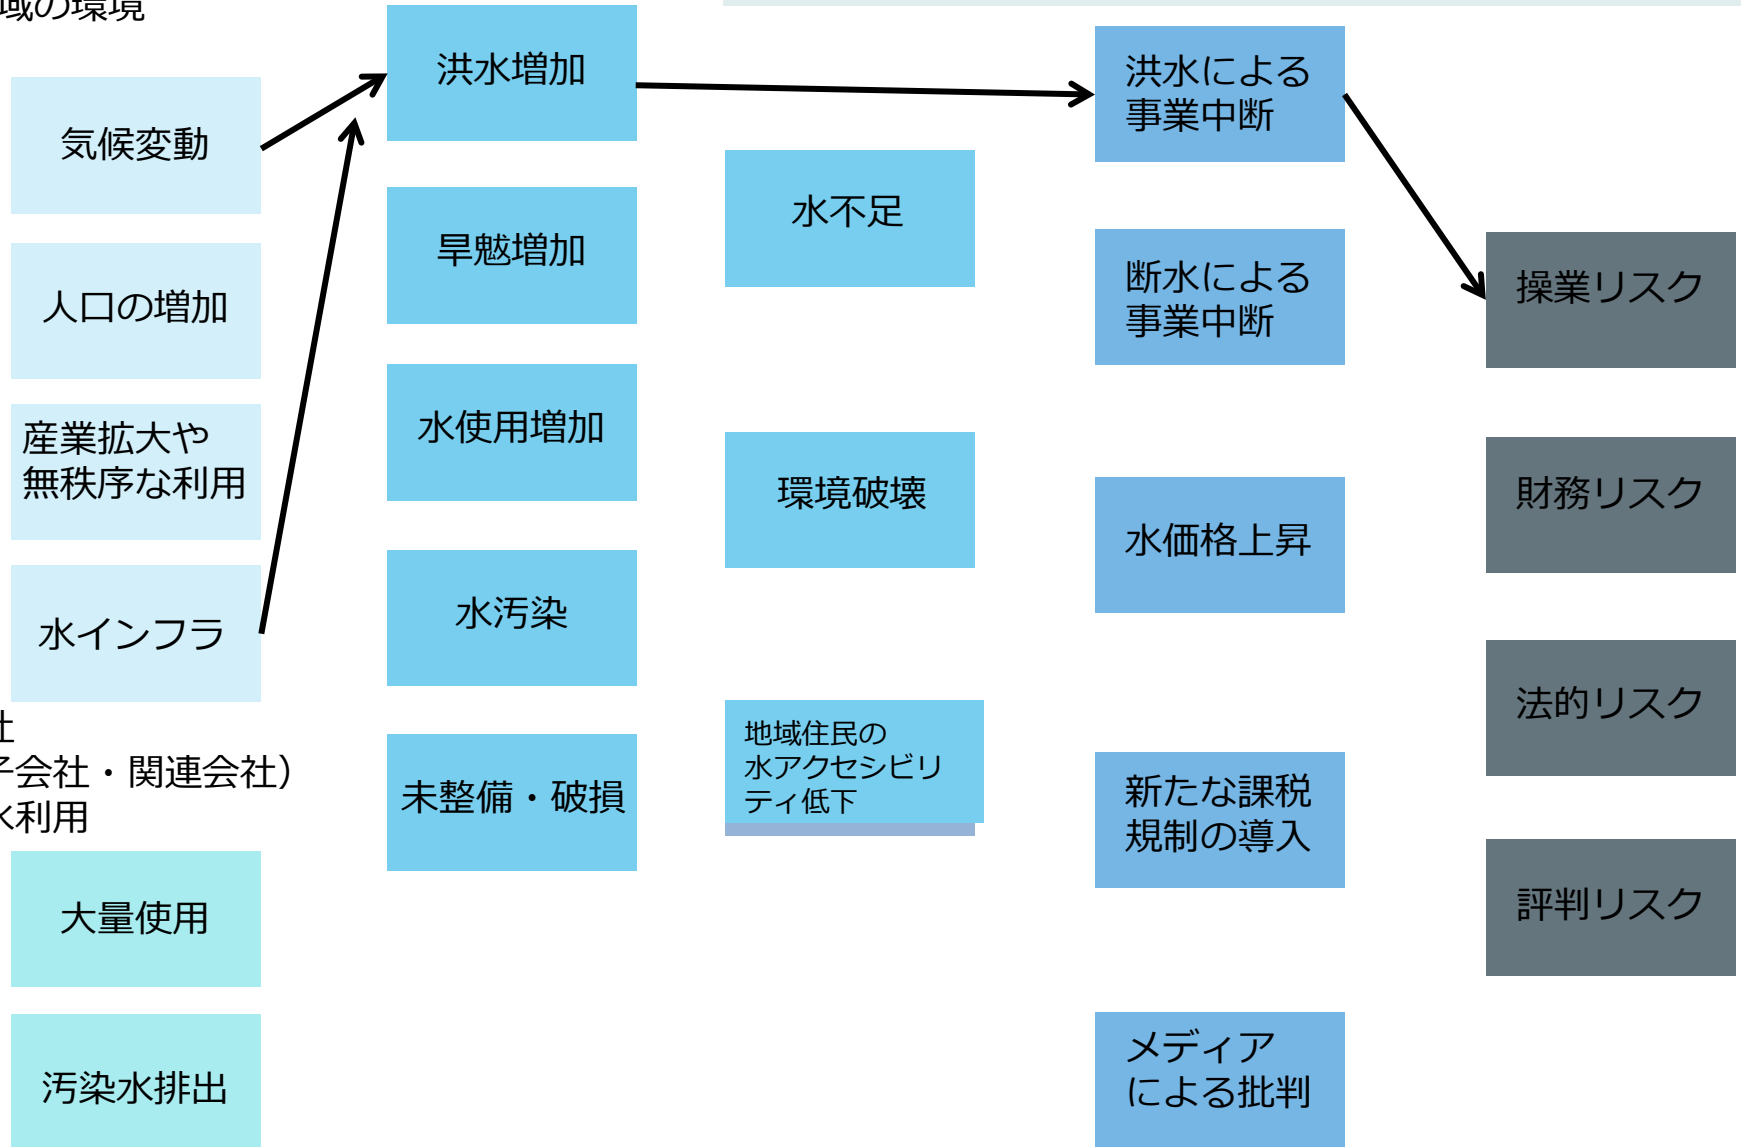 域の環境
気候変動
人口の増加
産業拡大や
無秩序な利用
水インフラ
子会社・関連会社）
水利用
大量使用
汚染水排出
洪水増加
旱魃増加
水使用増加
水汚染
未整備・破損
水不足
環境破壊
地域住民の
水アクセシビリ
ティ低下
洪水による
事業中断
断水による
事業中断
水価格上昇
新たな課税
規制の導入
メディア
による批判
操業リスク
財務リスク
法的リスク
評判リスク